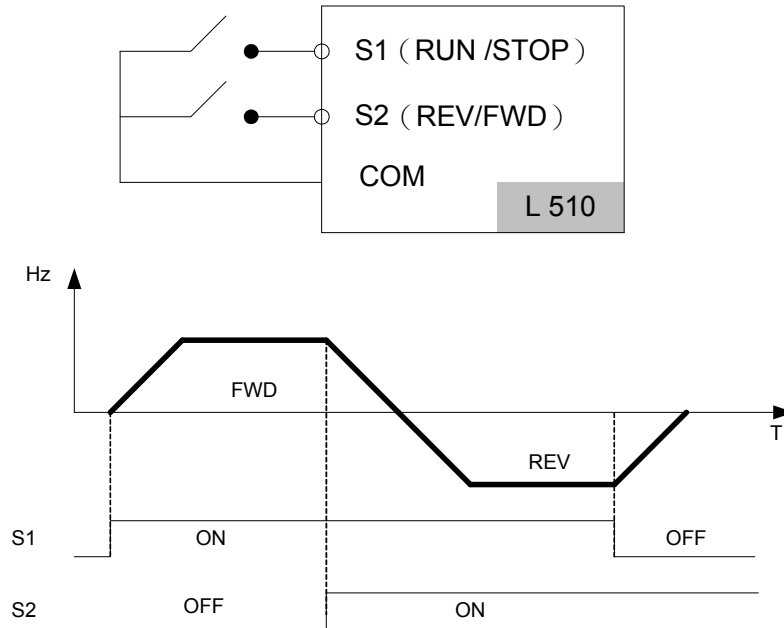 S1（RUN /STOP）
S2（REV/FWD）
COM
L 510
Hz
FWD
T
REV
S1 ON OFF
S2 OFF ON